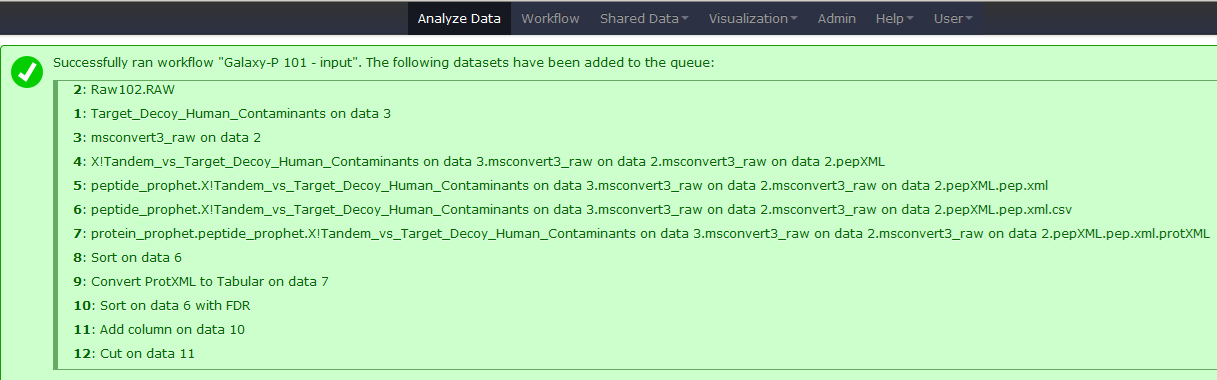 Analyze Data Workflow Shared Data Visualization Admin Help User
Successfully ran workflow "Galaxy-P 101 - input". The following datasets have been added to the queue:
2: Raw102.RAW
1: Target_Decoy_Human_Contaminants on data 3
3: msconvert3_raw on data 2
4: X!Tandem_vs_Target_Decoy_Human_Contaminants on data 3.msconvert3_raw on data 2.msconvert3_raw on data 2.pepXML
5: peptide_prophet.X!Tandem_vs_Target_Decoy_Human_Contaminants on data 3.msconvert3_raw on data 2.msconvert3_raw on data 2.pepXML.pep.xml
6: peptide_prophet.X!Tandem_vs_Target_Decoy_Human_Contaminants on data 3.msconvert3_raw on data 2.msconvert3_raw on data 2.pepXML.pep.xml.csv
7: protein_prophet.peptide_prophet.X!Tandem_vs_Target_Decoy_Human_Contaminants on data 3.msconvert3_raw on data 2.msconvert3_raw on data 2.pepXML.pep.xml.protXML
8: Sort on data 6
9: Convert ProtXML to Tabular on data 7
10: Sort on data 6 with FDR
11: Add column on data 10
12: Cut on data 11